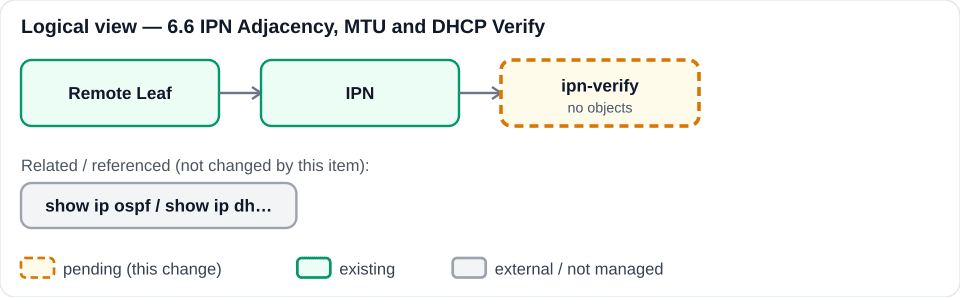 Logical view — 6.6 IPN Adjacency, MTU and DHCP Verify
Remote Leaf
IPN
ipn-verify
no objects
Related / referenced (not changed by this item):
show ip ospf / show ip dh…
pending (this change)
existing
external / not managed